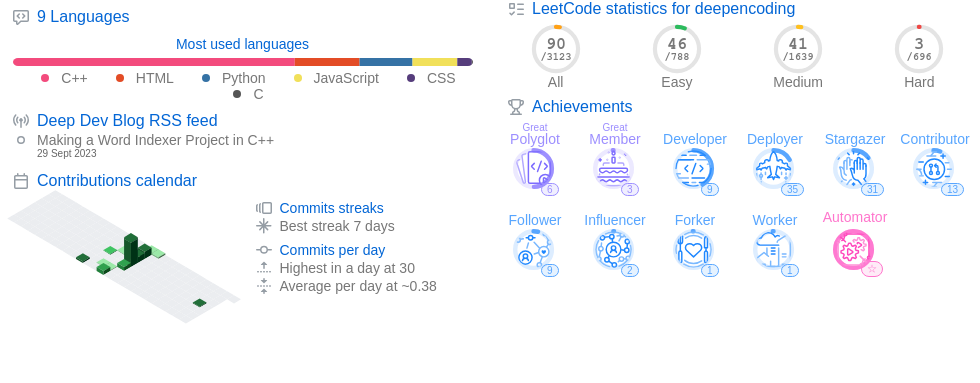 9 Languages
Most used languages
C++ HTML Python JavaScript CSS
C
Deep Dev Blog RSS feed
Making a Word Indexer Project in C++
29 Sept 2023
Contributions calendar
Commits streaks
Best streak 7 days
Commits per day
Highest in a day at 30
Average per day at ~0.38
LeetCode statistics for deepencoding
90 46 41 3
/3123 /788 /1639 /696
All Easy Medium Hard
Achievements
Great Great
Polyglot Member Developer Deployer Stargazer Contributor
6 3 9 35 31 13
Follower Influencer Forker Worker Automator
9 2 1 1 ☆